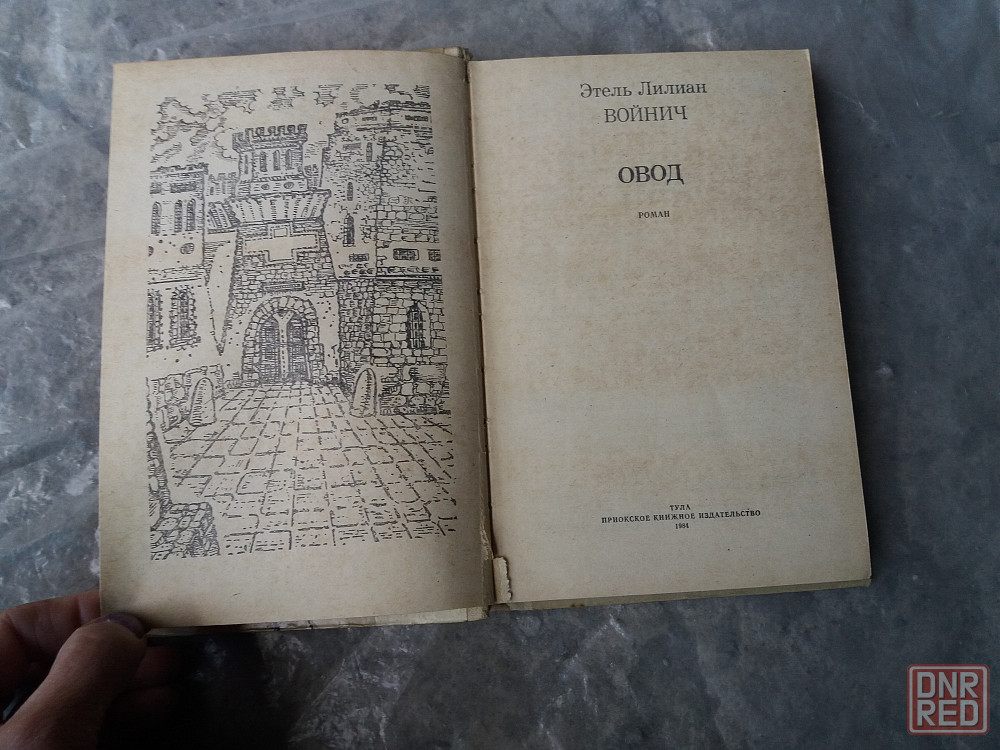 Этель Лилиан
ВОЙНИЧ
ОВОД
РОМАН
ТУЛА
ПРИОКСКОЕ КНИЖНОЕ ИЗДАТЕЛЬСТВО
1984
DNR
RED